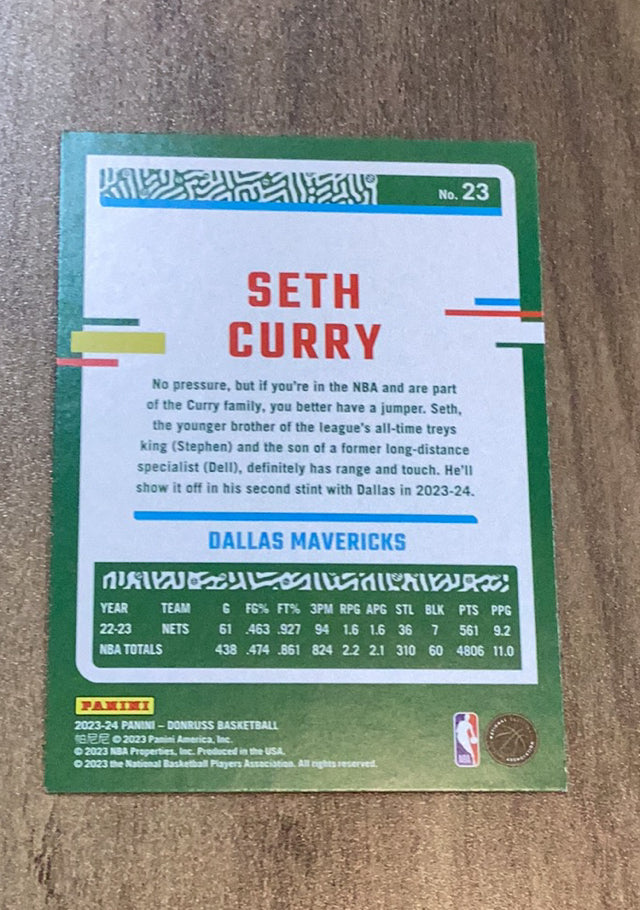 No. 23
SETH
CURRY
No pressure, but if you're in the NBA and are part
of the Curry family, you better have a jumper. Seth,
the younger brother of the league's all-time treys
king (Stephen) and the son of a former long-distance
specialist (Dell), definitely has range and touch. He'll
show it off in his second stint with Dallas in 2023-24.
DALLAS MAVERICKS
YEAR TEAM G FG% FT% 3PM RPG APG STL BLK PTS PPG
22-23 NETS 61 .463 .927 94 1.6 1.6 36 7 561 9.2
NBA TOTALS 438 .474 .861 824 2.2 2.1 310 60 4806 11.0
PANINI
2023-24 PANINI – DONRUSS BASKETBALL
帕尼尼 © 2023 Panini America, Inc.
© 2023 NBA Properties, Inc. Produced in the USA.
© 2023 the National Basketball Players Association. All rights reserved.
NBA